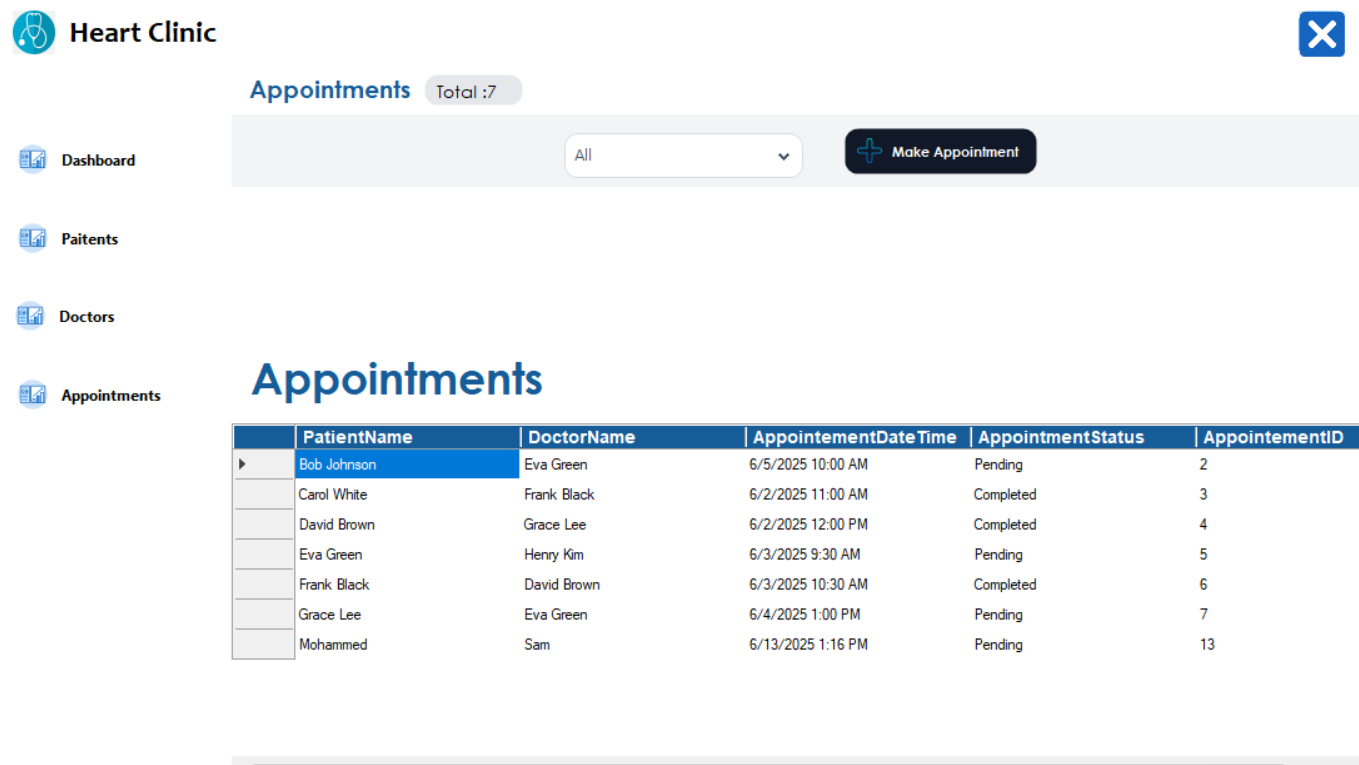 Heart Clinic
Appointments Total :7
All Make Appointment
Dashboard
Paitents
Doctors
Appointments
Appointments
PatientName DoctorName AppointementDateTime AppointmentStatus AppointementID
Bob Johnson Eva Green 6/5/2025 10:00 AM Pending 2
Carol White Frank Black 6/2/2025 11:00 AM Completed 3
David Brown Grace Lee 6/2/2025 12:00 PM Completed 4
Eva Green Henry Kim 6/3/2025 9:30 AM Pending 5
Frank Black David Brown 6/3/2025 10:30 AM Completed 6
Grace Lee Eva Green 6/4/2025 1:00 PM Pending 7
Mohammed Sam 6/13/2025 1:16 PM Pending 13